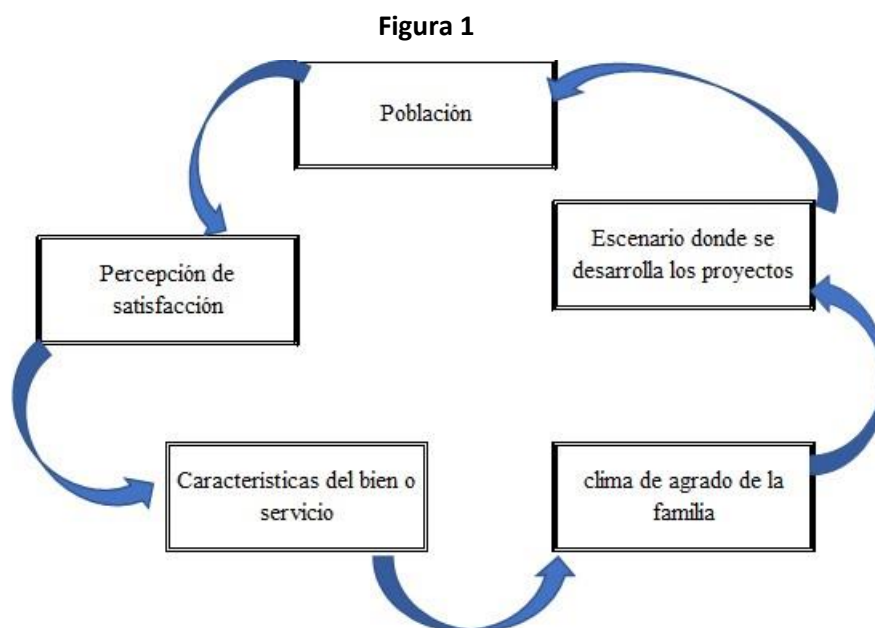 Figura 1
Población
Escenario donde se
desarrolla los proyectos
Percepción de
satisfacción
Características del bien o
servicio
clima de agrado de la
familia